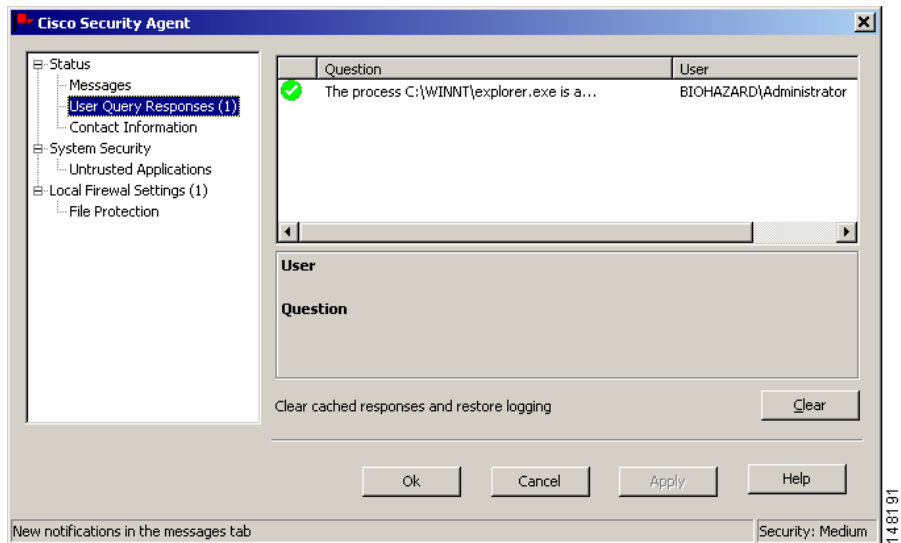 Cisco Security Agent
Status
Messages
User Query Responses (1)
Contact Information
System Security
Untrusted Applications
Local Firewal Settings (1)
File Protection
Question User
The process C:\WINNT\explorer.exe is a... BIOHAZARD\Administrator
User
Question
Clear cached responses and restore logging Clear
Ok Cancel Apply Help
New notifications in the messages tab Security: Medium
148191